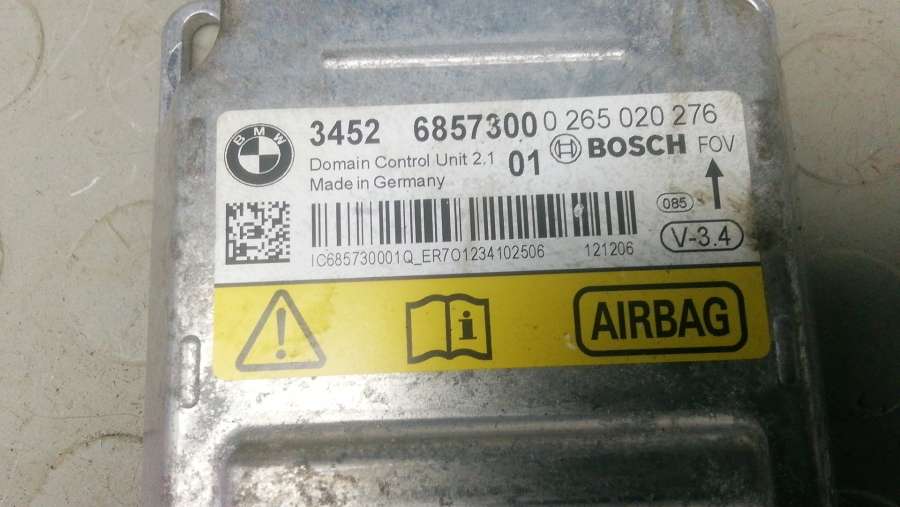 BMW
3452 6857300 0 265 020 276
Domain Control Unit 2.1 01 BOSCH FOV
Made in Germany
085
V-3.4
IC685730001Q_ER7O1234102506 121206
i AIRBAG